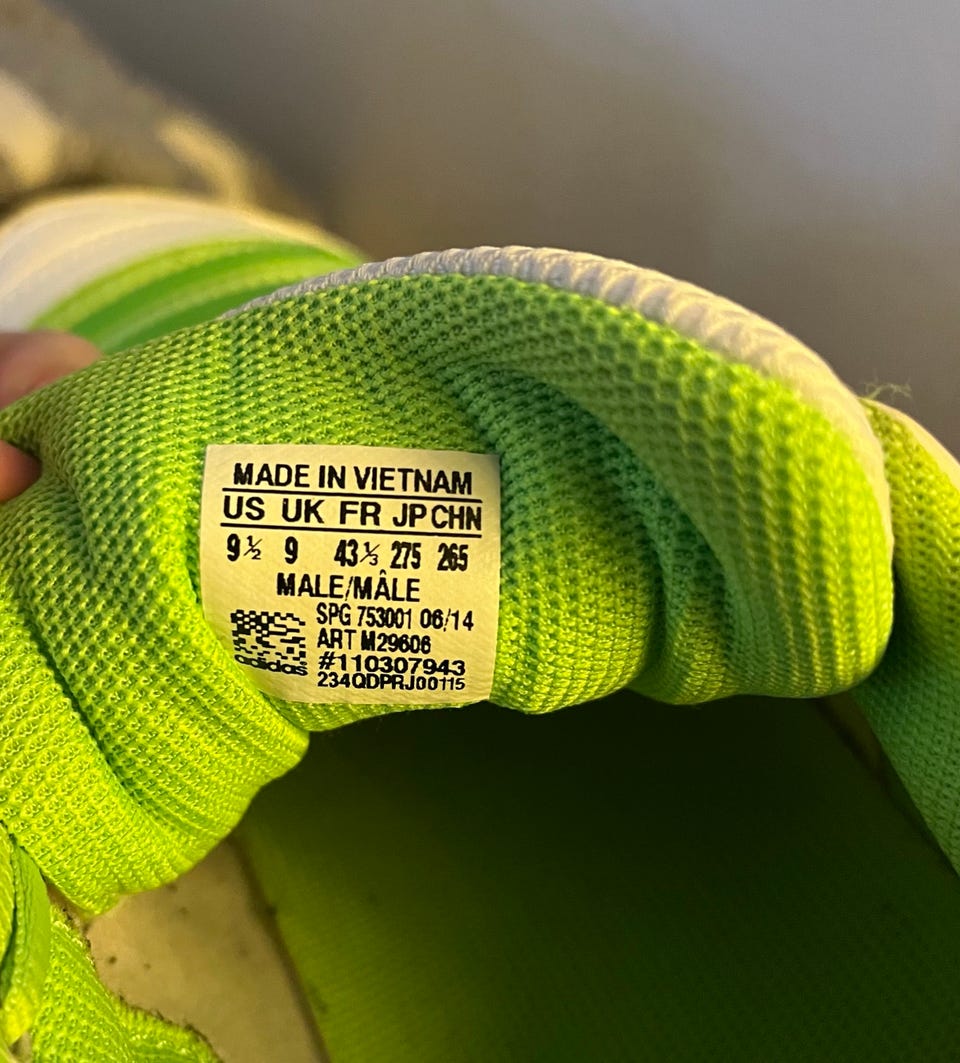 MADE IN VIETNAM
US UK FR JP CHN
9½ 9 43⅓ 275 265
MALE/MÂLE
SPG 753001 06/14
ART M29606
#110307943
adidas 234QDPRJ00115